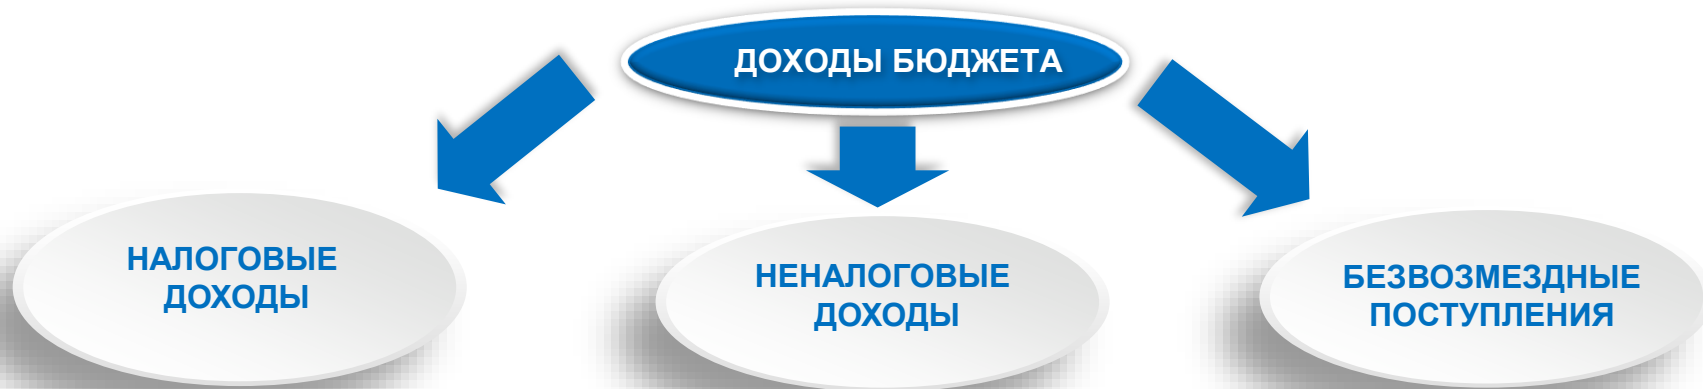 ДОХОДЫ БЮДЖЕТА
НАЛОГОВЫЕ
ДОХОДЫ
НЕНАЛОГОВЫЕ
ДОХОДЫ
БЕЗВОЗМЕЗДНЫЕ
ПОСТУПЛЕНИЯ